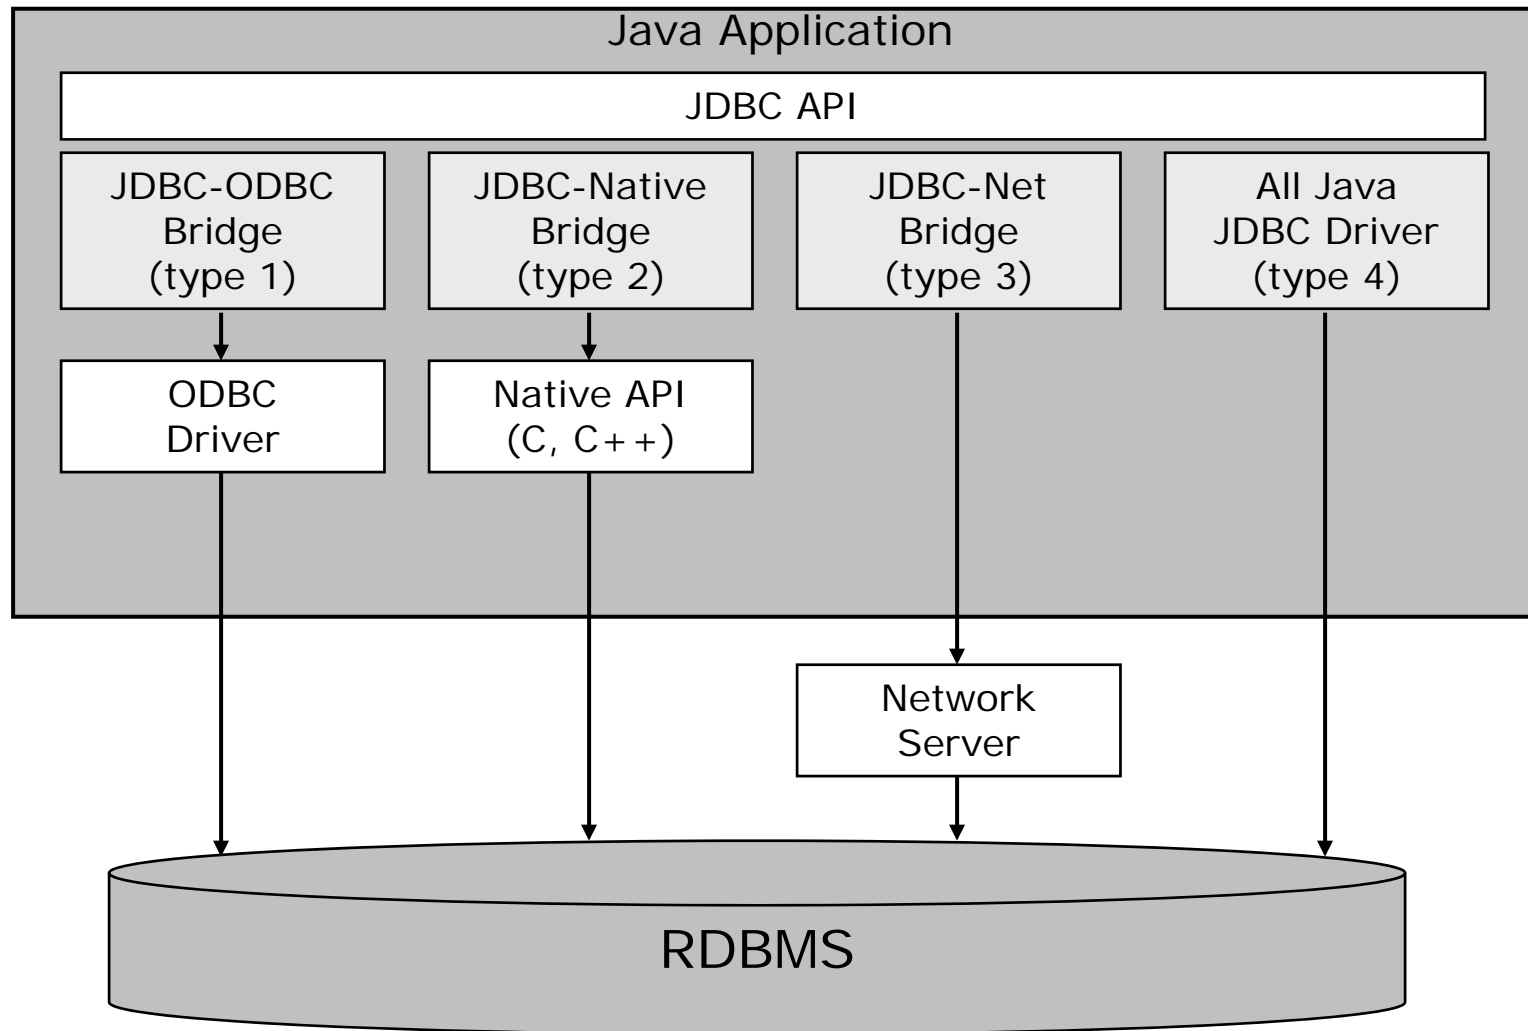 Java Application
JDBC API
JDBC-ODBC
Bridge
(type 1)
JDBC-Native
Bridge
(type 2)
JDBC-Net
Bridge
(type 3)
All Java
JDBC Driver
(type 4)
ODBC
Driver
Native API
(C, C++)
Network
Server
RDBMS